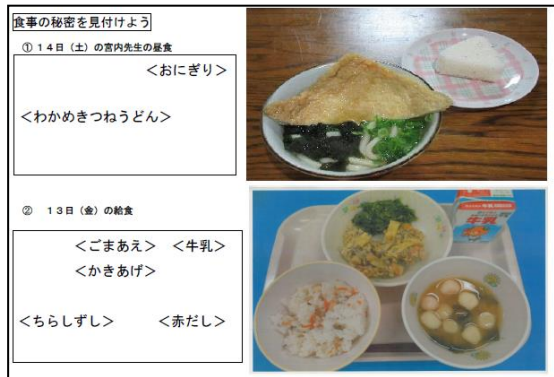 食事の秘密を見付けよう
① 14日（土）の宮内先生の昼食
＜おにぎり＞
＜わかめきつねうどん＞
② 13日（金）の給食
＜ごまあえ＞ ＜牛乳＞
＜かきあげ＞
＜ちらしずし＞ ＜赤だし＞
牛乳